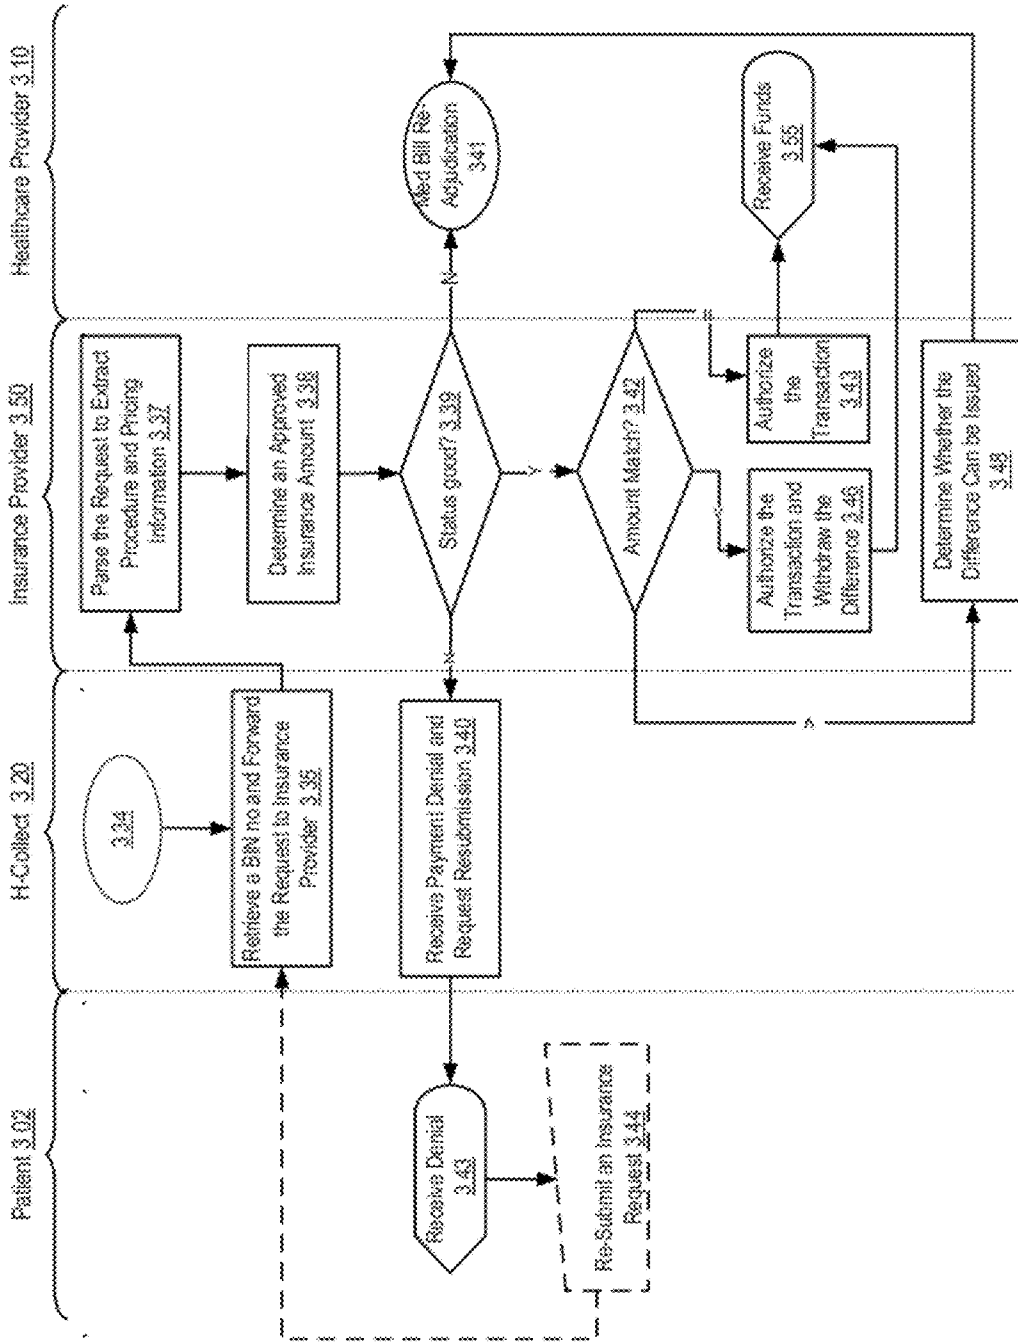 Patient 3.02
H-Collect 3.20
Insurance Provider 3.50
Healthcare Provider 3.10
3.34
Retrieve a BIN no and Forward
the Request to Insurance
Provider 3.35
Parse the Request to Extract
Procedure and Pricing
Information 3.37
Determine an Approved
Insurance Amount 3.38
Status good? 3.39
N
N
Y
Med Bill Re-
Adjudication
341
Receive Payment Denial and
Request Resubmission 3.40
Receive Denial
3.43
Re-Submit an Insurance
Request 3.44
Amount Match? 3.42
>
<
=
Authorize
the
Transaction
3.43
Authorize the
Transaction and
Withdraw the
Difference 3.46
Receive Funds
3.55
Determine Whether the
Difference Can be Issued
3.48